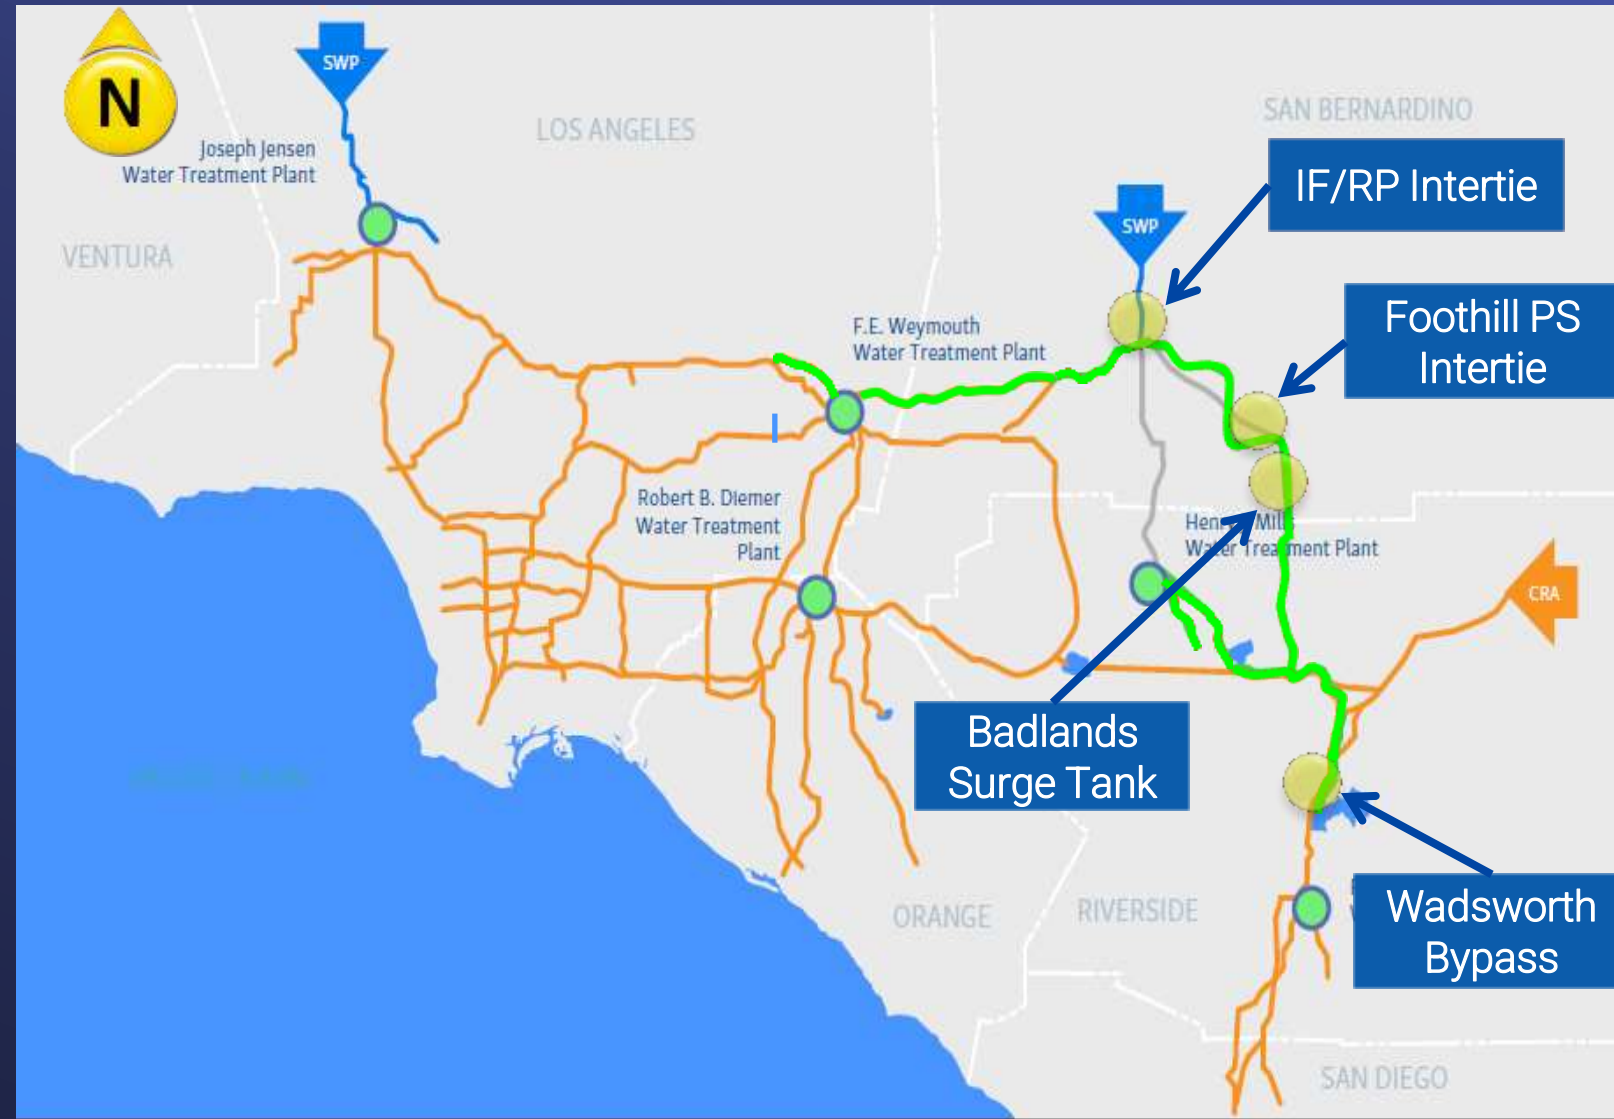 N
SWP
Joseph Jensen
Water Treatment Plant
LOS ANGELES
SAN BERNARDINO
IF/RP Intertie
VENTURA
SWP
Foothill PS
Intertie
F.E. Weymouth
Water Treatment Plant
Robert B. Diemer
Water Treatment
Plant
Mills
Water Treatment Plant
CRA
Badlands
Surge Tank
Wadsworth
Bypass
ORANGE
RIVERSIDE
SAN DIEGO